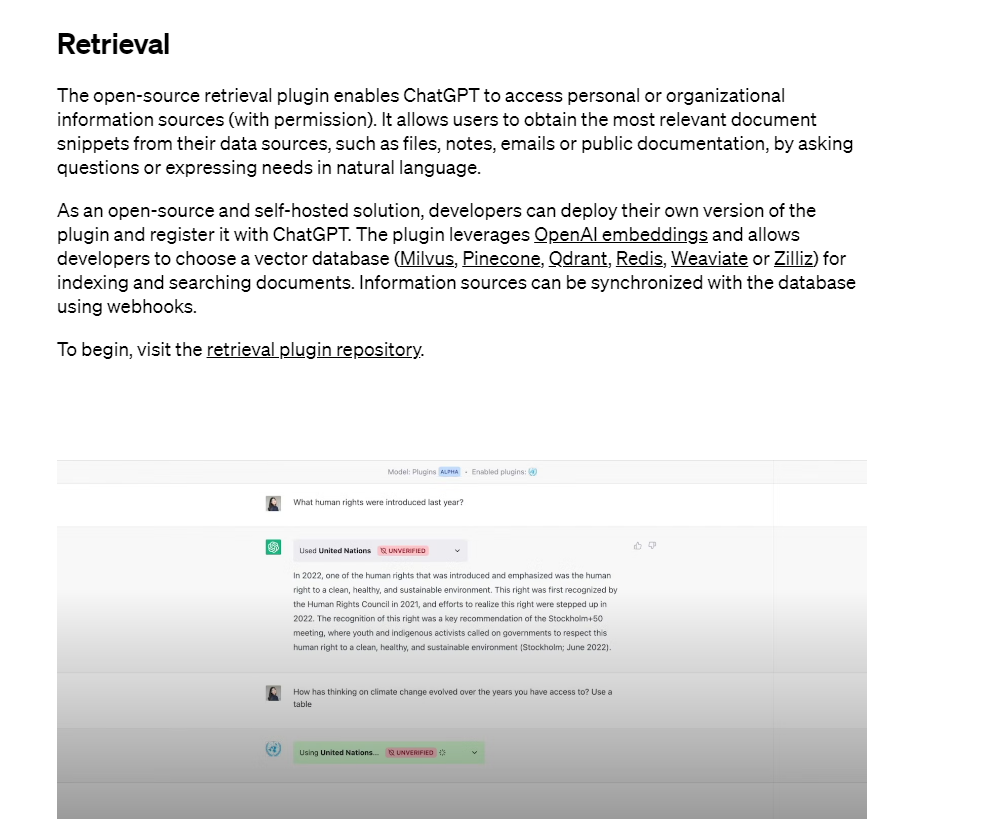 Retrieval
The open-source retrieval plugin enables ChatGPT to access personal or organizational
information sources (with permission). It allows users to obtain the most relevant document
snippets from their data sources, such as files, notes, emails or public documentation, by asking
questions or expressing needs in natural language.
As an open-source and self-hosted solution, developers can deploy their own version of the
plugin and register it with ChatGPT. The plugin leverages OpenAI embeddings and allows
developers to choose a vector database (Milvus, Pinecone, Qdrant, Redis, Weaviate or Zilliz) for
indexing and searching documents. Information sources can be synchronized with the database
using webhooks.
To begin, visit the retrieval plugin repository.
Model: Plugins ALPHA • Enabled plugins:
What human rights were introduced last year?
Used United Nations UNVERIFIED
In 2022, one of the human rights that was introduced and emphasized was the human
right to a clean, healthy, and sustainable environment. This right was first recognized by
the Human Rights Council in 2021, and efforts to realize this right were stepped up in
2022. The recognition of this right was a key recommendation of the Stockholm+50
meeting, where youth and indigenous activists called on governments to respect this
human right to a clean, healthy, and sustainable environment (Stockholm; June 2022).
How has thinking on climate change evolved over the years you have access to? Use a
table
Using United Nations... UNVERIFIED